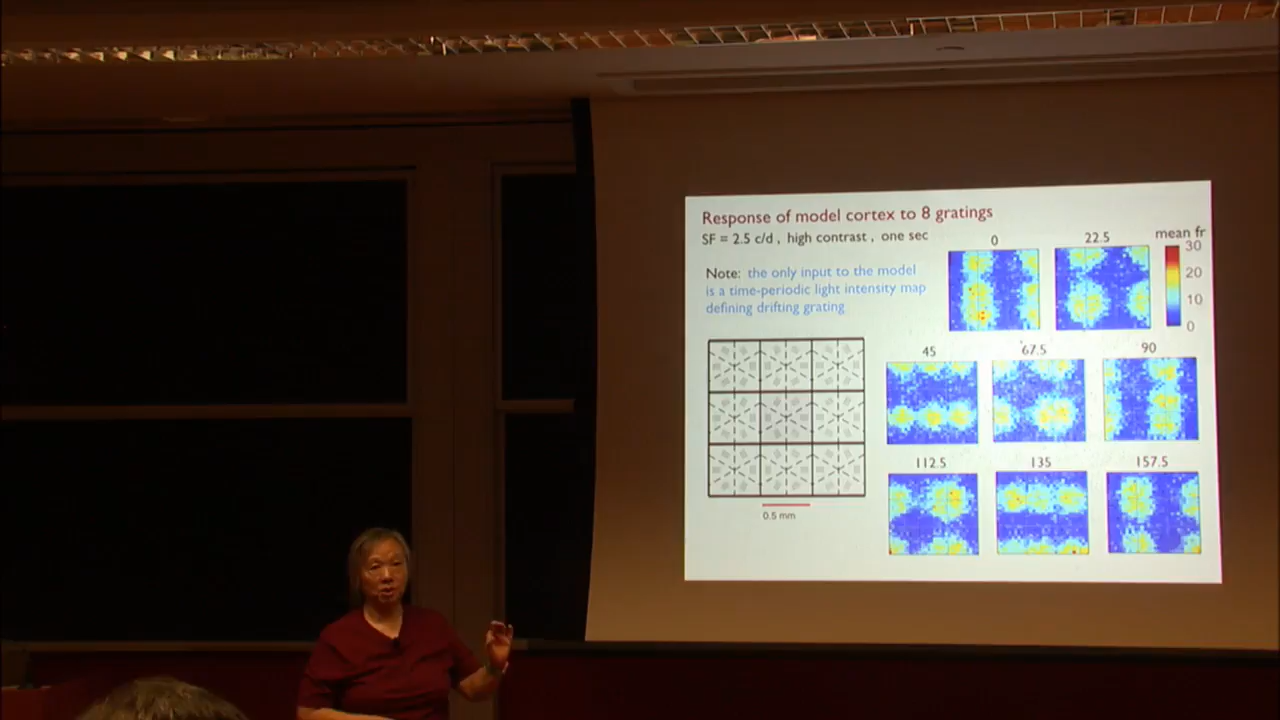 Response of model cortex to 8 gratings
SF = 2.5 c/d , high contrast , one sec
Note: the only input to the model
is a time-periodic light intensity map
defining drifting grating
0
22.5
mean fr
30
20
10
0
45
67.5
90
112.5
135
157.5
0.5 mm